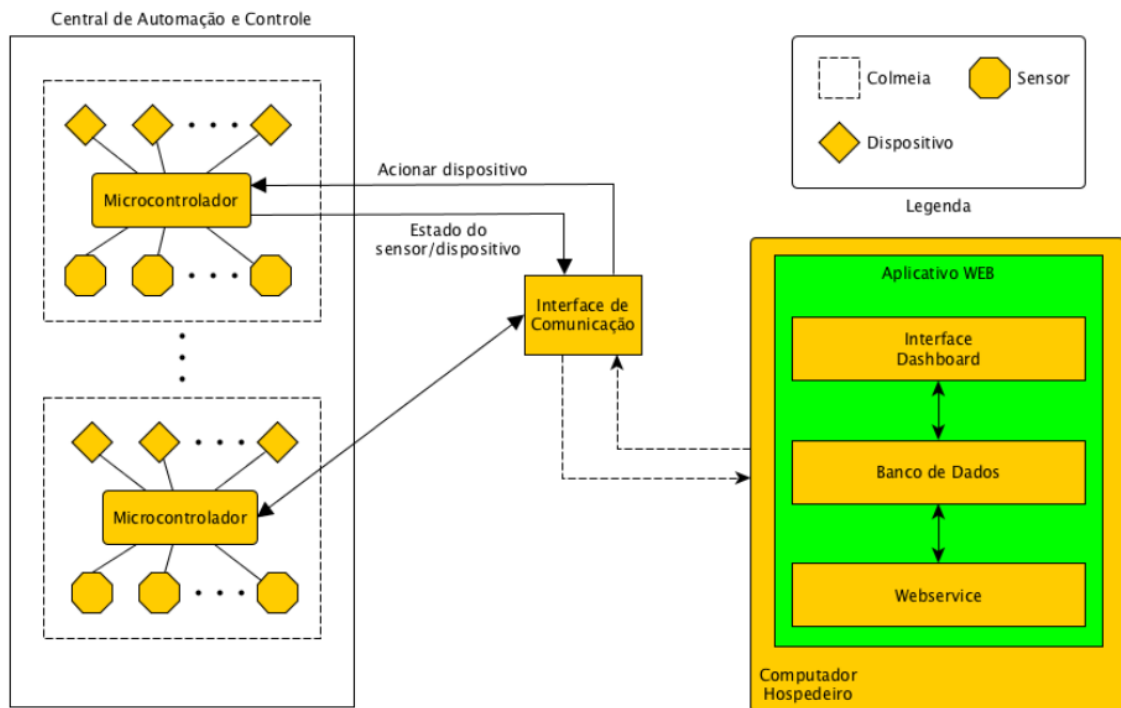 Central de Automação e Controle
Microcontrolador
Acionar dispositivo
Estado do
sensor/dispositivo
Interface de
Comunicação
Microcontrolador
Colmeia
Sensor
Dispositivo
Legenda
Aplicativo WEB
Interface
Dashboard
Banco de Dados
Webservice
Computador
Hospedeiro